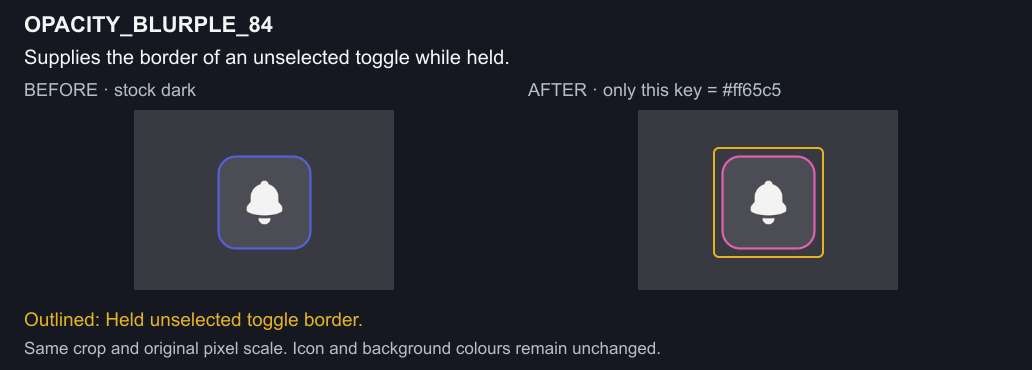 OPACITY_BLURPLE_84
Supplies the border of an unselected toggle while held.
BEFORE · stock dark
AFTER · only this key = #ff65c5
Outlined: Held unselected toggle border.
Same crop and original pixel scale. Icon and background colours remain unchanged.